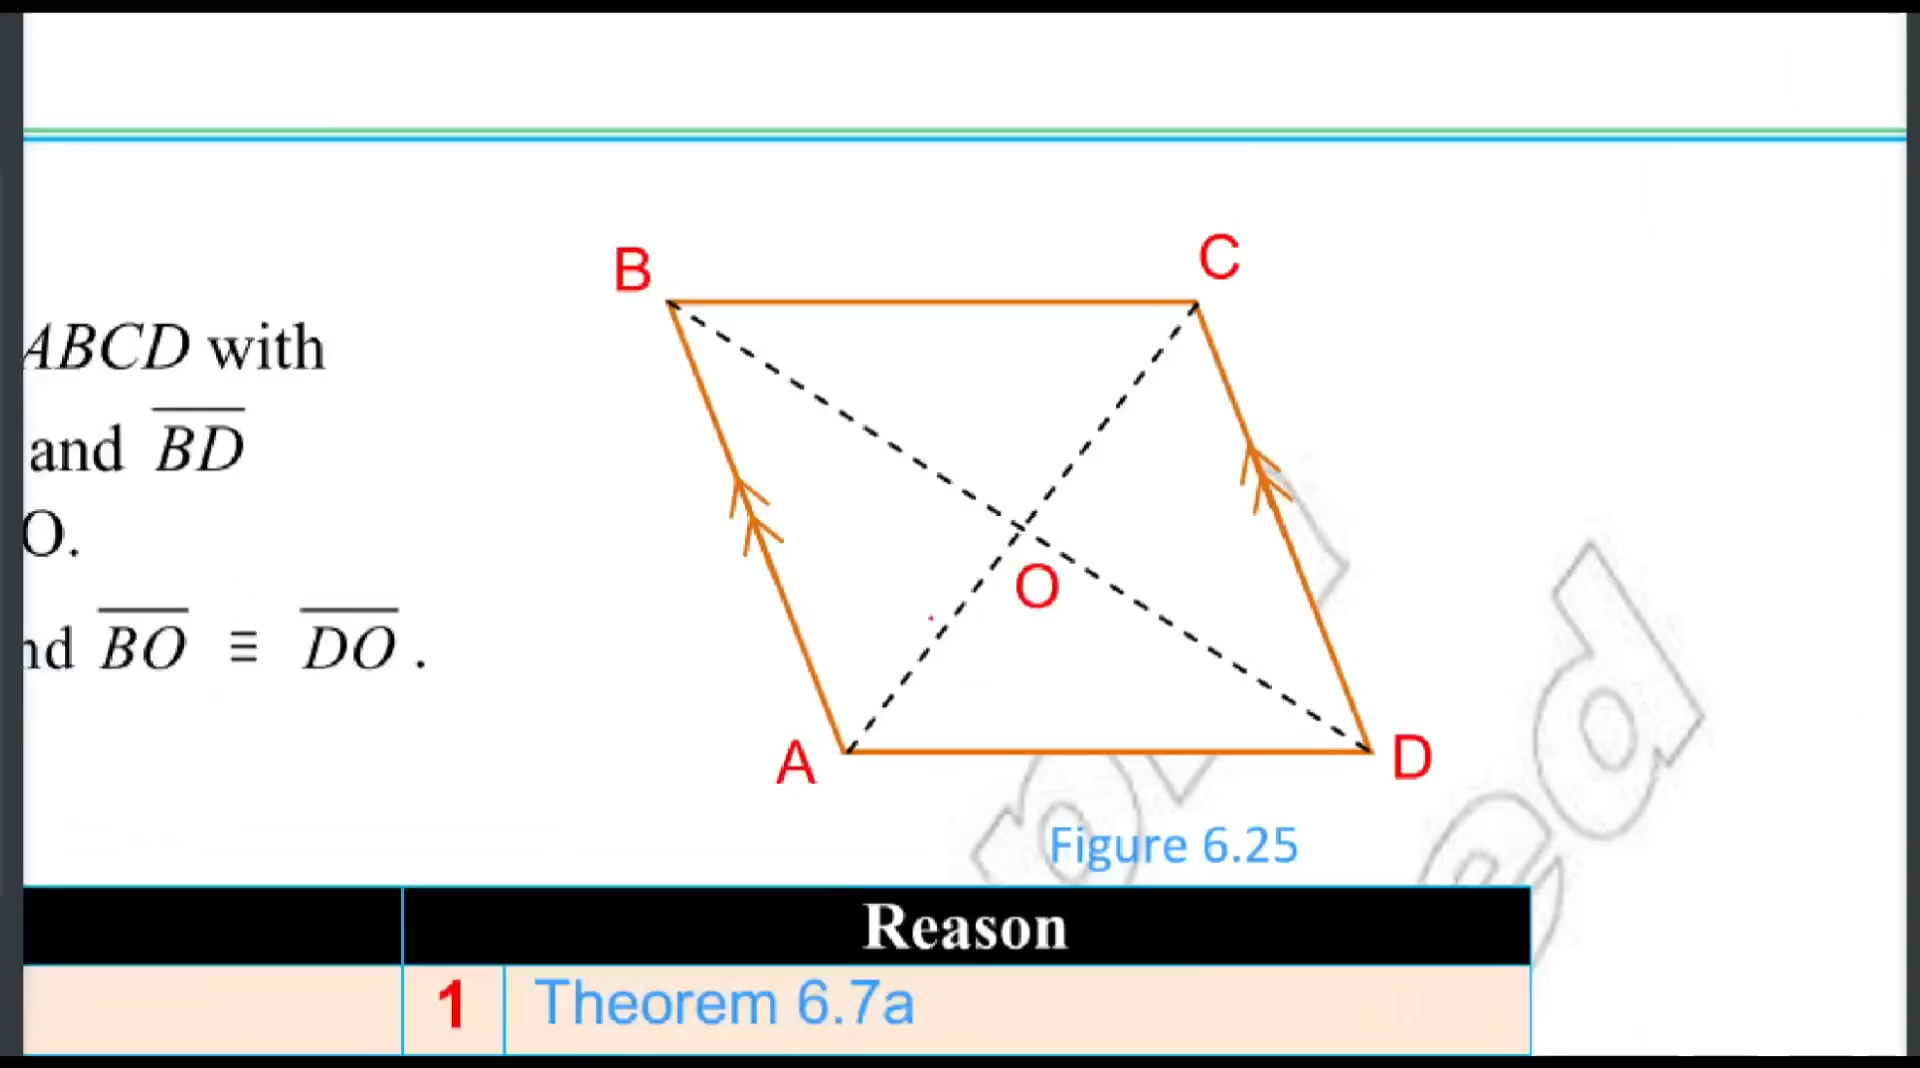 B
C
ABCD with
and BD
O.
O
nd BO ≡ DO .
A
D
Figure 6.25
Reason
1 Theorem 6.7a